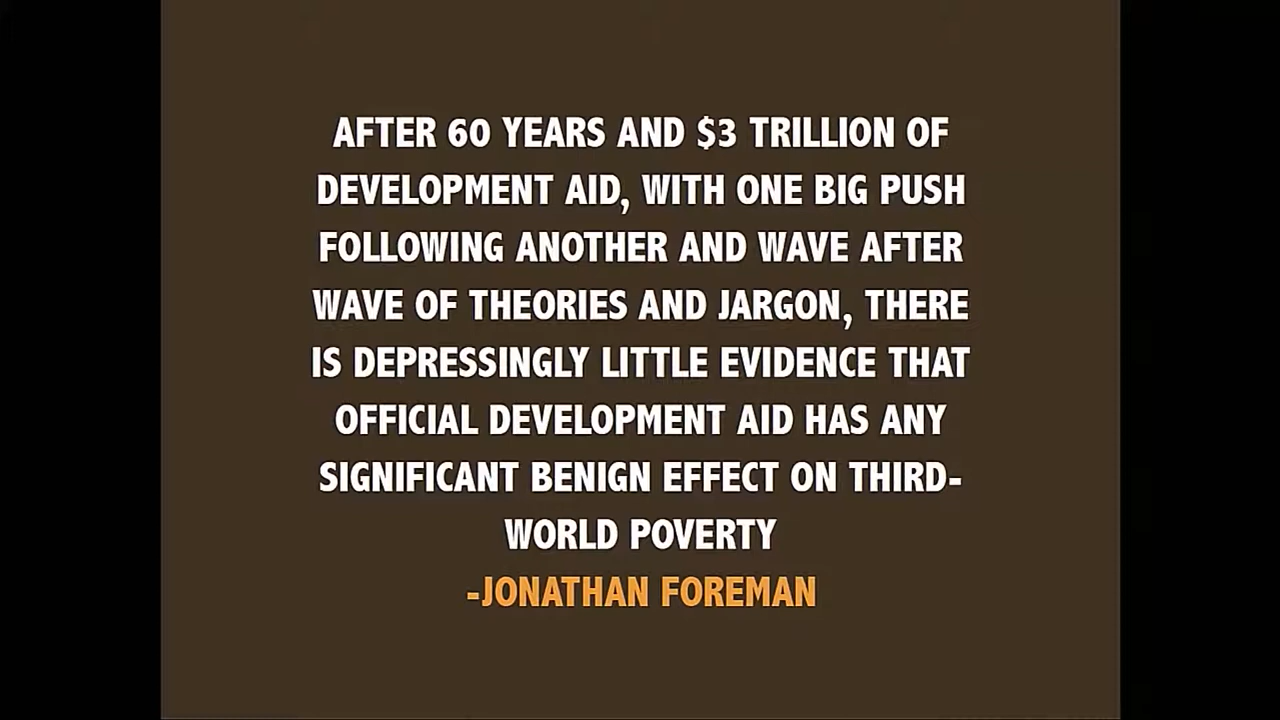 AFTER 60 YEARS AND $3 TRILLION OF
DEVELOPMENT AID, WITH ONE BIG PUSH
FOLLOWING ANOTHER AND WAVE AFTER
WAVE OF THEORIES AND JARGON, THERE
IS DEPRESSINGLY LITTLE EVIDENCE THAT
OFFICIAL DEVELOPMENT AID HAS ANY
SIGNIFICANT BENIGN EFFECT ON THIRD-
WORLD POVERTY
-JONATHAN FOREMAN